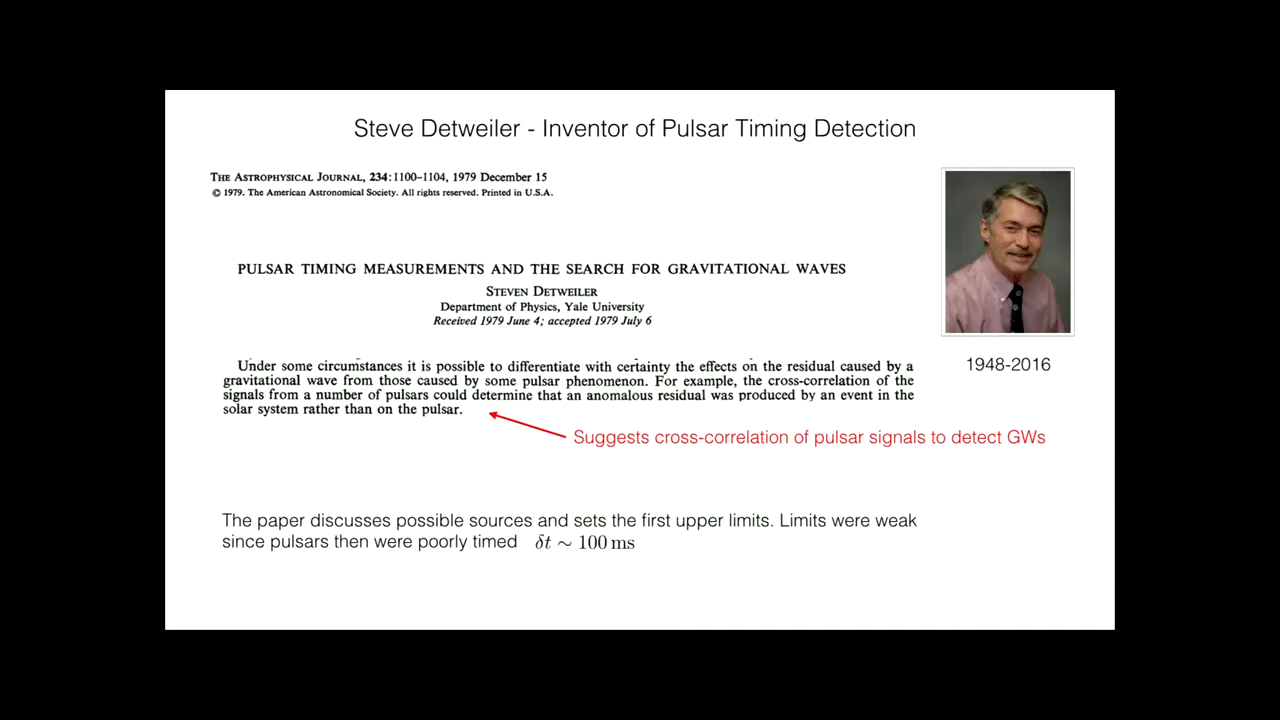 Steve Detweiler - Inventor of Pulsar Timing Detection
THE ASTROPHYSICAL JOURNAL, 234:1100–1104, 1979 December 15
© 1979. The American Astronomical Society. All rights reserved. Printed in U.S.A.
PULSAR TIMING MEASUREMENTS AND THE SEARCH FOR GRAVITATIONAL WAVES
STEVEN DETWEILER
Department of Physics, Yale University
Received 1979 June 4; accepted 1979 July 6
1948-2016
Under some circumstances it is possible to differentiate with certainty the effects on the residual caused by a
gravitational wave from those caused by some pulsar phenomenon. For example, the cross-correlation of the
signals from a number of pulsars could determine that an anomalous residual was produced by an event in the
solar system rather than on the pulsar.
Suggests cross-correlation of pulsar signals to detect GWs
The paper discusses possible sources and sets the first upper limits. Limits were weak
since pulsars then were poorly timed δt ∼ 100 ms